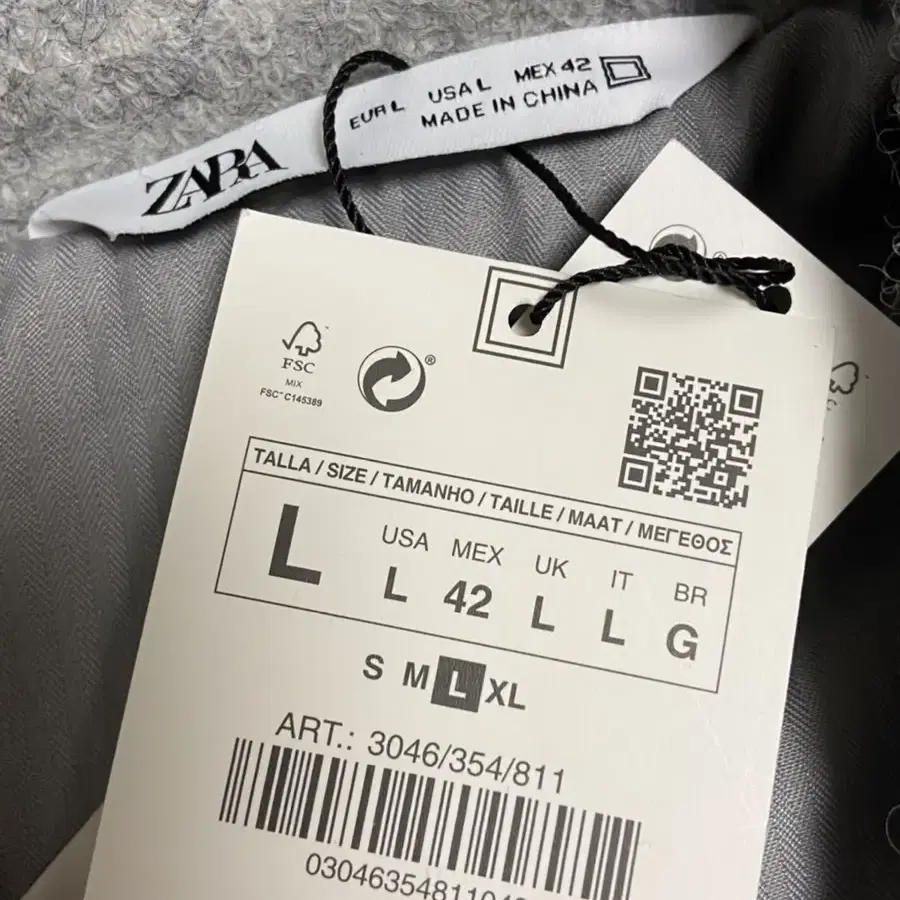 ZARA
EUR L USA L MEX 42
MADE IN CHINA
FSC
MIX
FSC™ C145389
®
TALLA / SIZE / TAMANHO / TAILLE / MAAT / ΜΕΓΕΘΟΣ
L
USA MEX UK IT BR
L 42 L L G
S M L XL
ART.: 3046/354/811